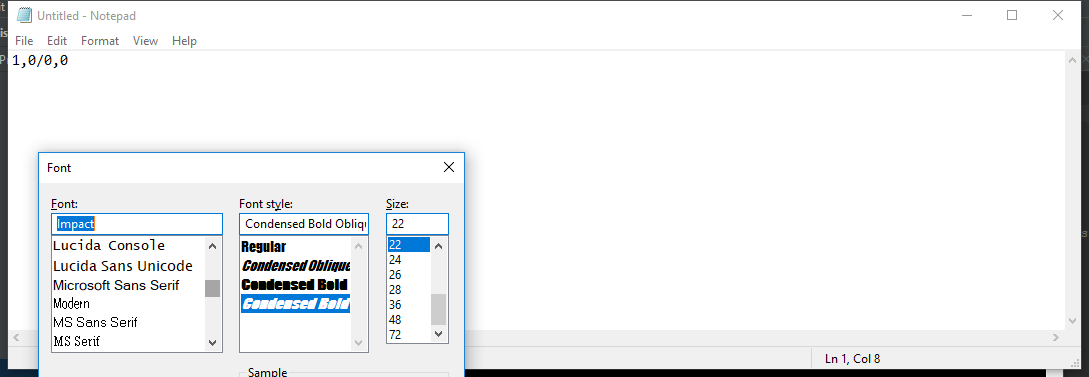 Untitled - Notepad
File Edit Format View Help
1,0/0,0
Font
Font: Font style: Size:
Impact Condensed Bold Obliq 22
Lucida Console Regular 22
Lucida Sans Unicode Condensed Oblique 24
Microsoft Sans Serif Condensed Bold 26
Modern Condensed Bold 28
MS Sans Serif 36
MS Serif 48
72
Sample
Ln 1, Col 8